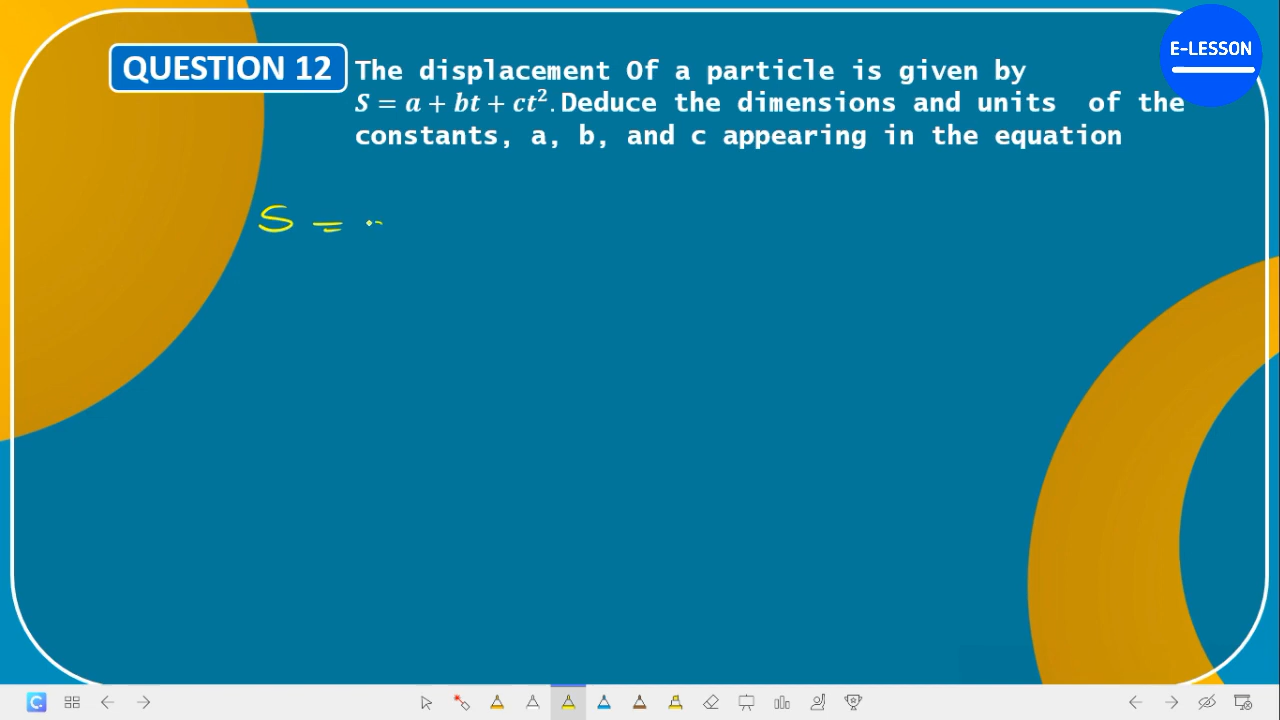 E-LESSON
QUESTION 12
The displacement Of a particle is given by
S = a + bt + ct². Deduce the dimensions and units of the
constants, a, b, and c appearing in the equation
S =